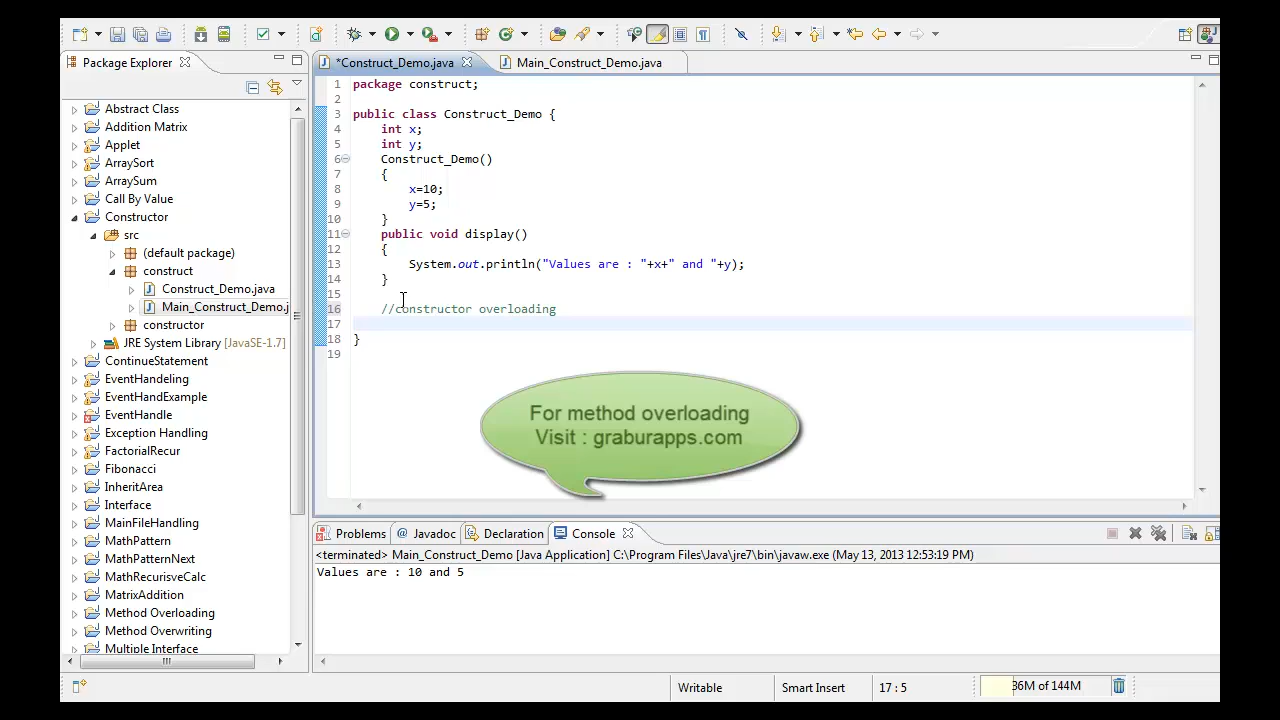 Package Explorer
Abstract Class
Addition Matrix
Applet
ArraySort
ArraySum
Call By Value
Constructor
src
(default package)
construct
Construct_Demo.java
Main_Construct_Demo.j
constructor
JRE System Library [JavaSE-1.7]
ContinueStatement
EventHandeling
EventHandExample
EventHandle
Exception Handling
FactorialRecur
Fibonacci
InheritArea
Interface
MainFileHandling
MathPattern
MathPatternNext
MathRecurisveCalc
MatrixAddition
Method Overloading
Method Overwriting
Multiple Interface
*Construct_Demo.java
Main_Construct_Demo.java
1 package construct;
2
3 public class Construct_Demo {
4 int x;
5 int y;
6 Construct_Demo()
7 {
8 x=10;
9 y=5;
10 }
11 public void display()
12 {
13 System.out.println("Values are : "+x+" and "+y);
14 }
15
16 //constructor overloading
17
18 }
19
For method overloading
Visit : graburapps.com
Problems @ Javadoc Declaration Console
<terminated> Main_Construct_Demo [Java Application] C:\Program Files\Java\jre7\bin\javaw.exe (May 13, 2013 12:53:19 PM)
Values are : 10 and 5
Writable
Smart Insert
17 : 5
36M of 144M